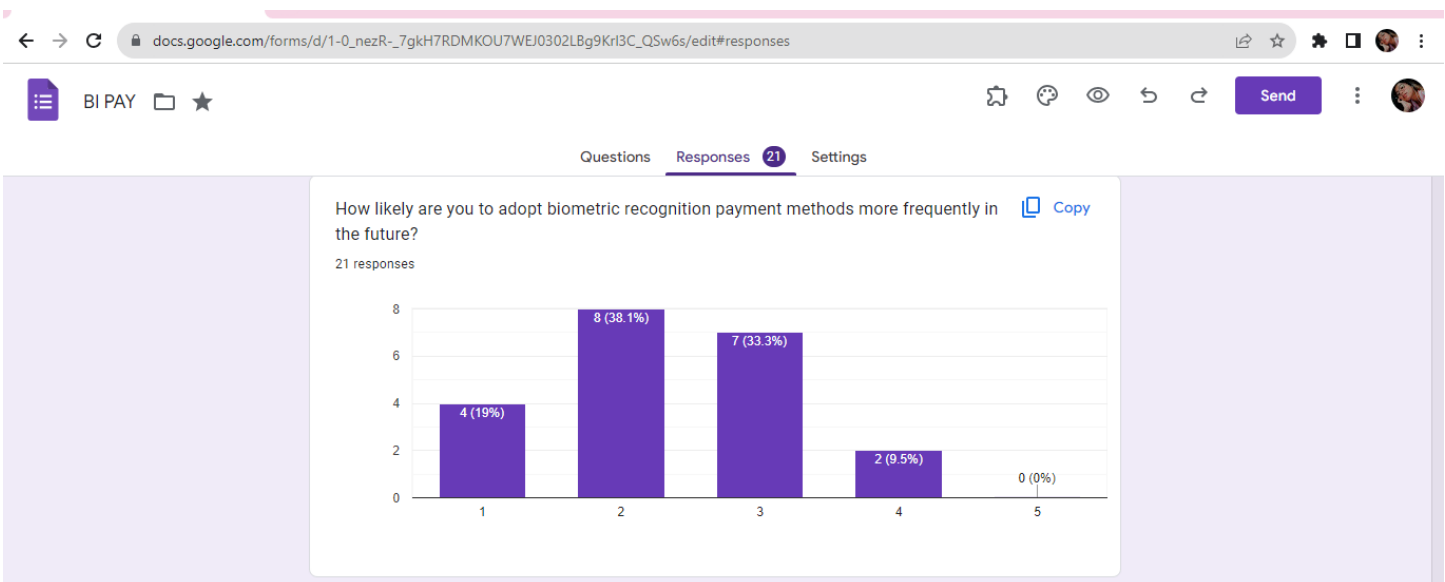 docs.google.com/forms/d/1-0_nezR-_7gkH7RDMKOU7WEJ0302LBg9KrI3C_QSw6s/edit#responses
BI PAY
Send
Questions Responses 21 Settings
How likely are you to adopt biometric recognition payment methods more frequently in
the future?
Copy
21 responses
8
6
4
2
0
4 (19%)
8 (38.1%)
7 (33.3%)
2 (9.5%)
0 (0%)
1 2 3 4 5